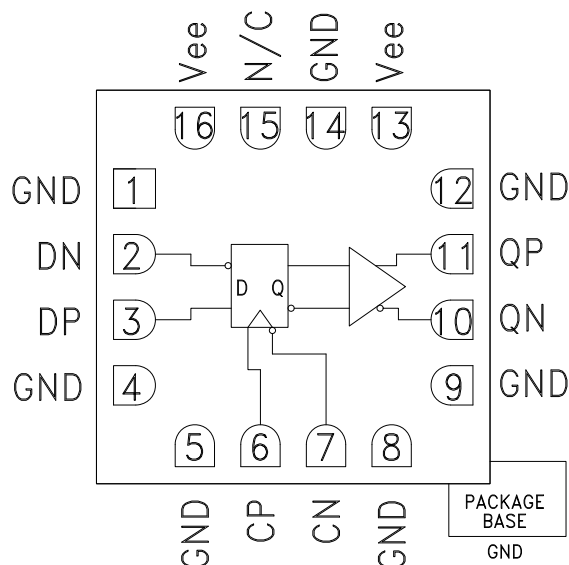 Vee N/C GND Vee
16 15 14 13
GND 1 12 GND
DN 2 11 QP
D Q
DP 3 10 QN
GND 4 9 GND
5 6 7 8
GND CP CN GND
PACKAGE
BASE
GND